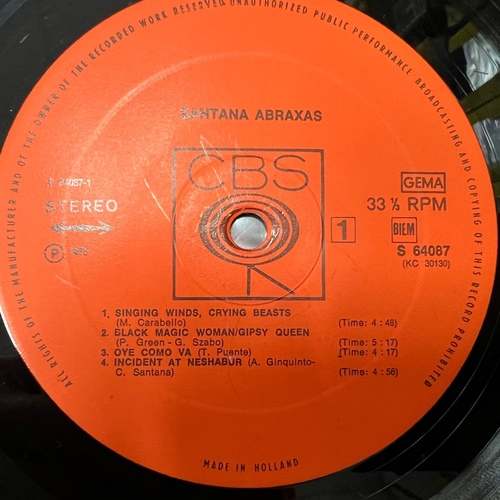 ALL RIGHTS OF THE MANUFACTURER AND OF THE OWNER OF THE RECORDED WORK RESERVED UNAUTHORIZED PUBLIC PERFORMANCE BROADCASTING AND COPYING OF THIS RECORD PROHIBITED
SANTANA ABRAXAS
CBS
S 64087-1
STEREO
GEMA
33 ⅓ RPM
1
BIEM
S 64087
(KC 30130)
℗
1. SINGING WINDS, CRYING BEASTS
(M. Carabello) (Time: 4:48)
2. BLACK MAGIC WOMAN/GIPSY QUEEN
(P. Green - G. Szabo) (Time: 5:17)
3. OYE COMO VA (T. Puente) (Time: 4:17)
4. INCIDENT AT NESHABUR (A. Ginquinto-
C. Santana) (Time: 4:56)
MADE IN HOLLAND